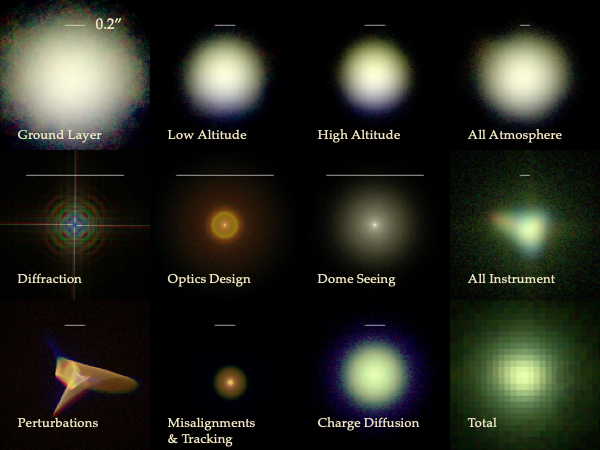 0.2″
Ground Layer
Low Altitude
High Altitude
All Atmosphere
Diffraction
Optics Design
Dome Seeing
All Instrument
Perturbations
Misalignments
& Tracking
Charge Diffusion
Total